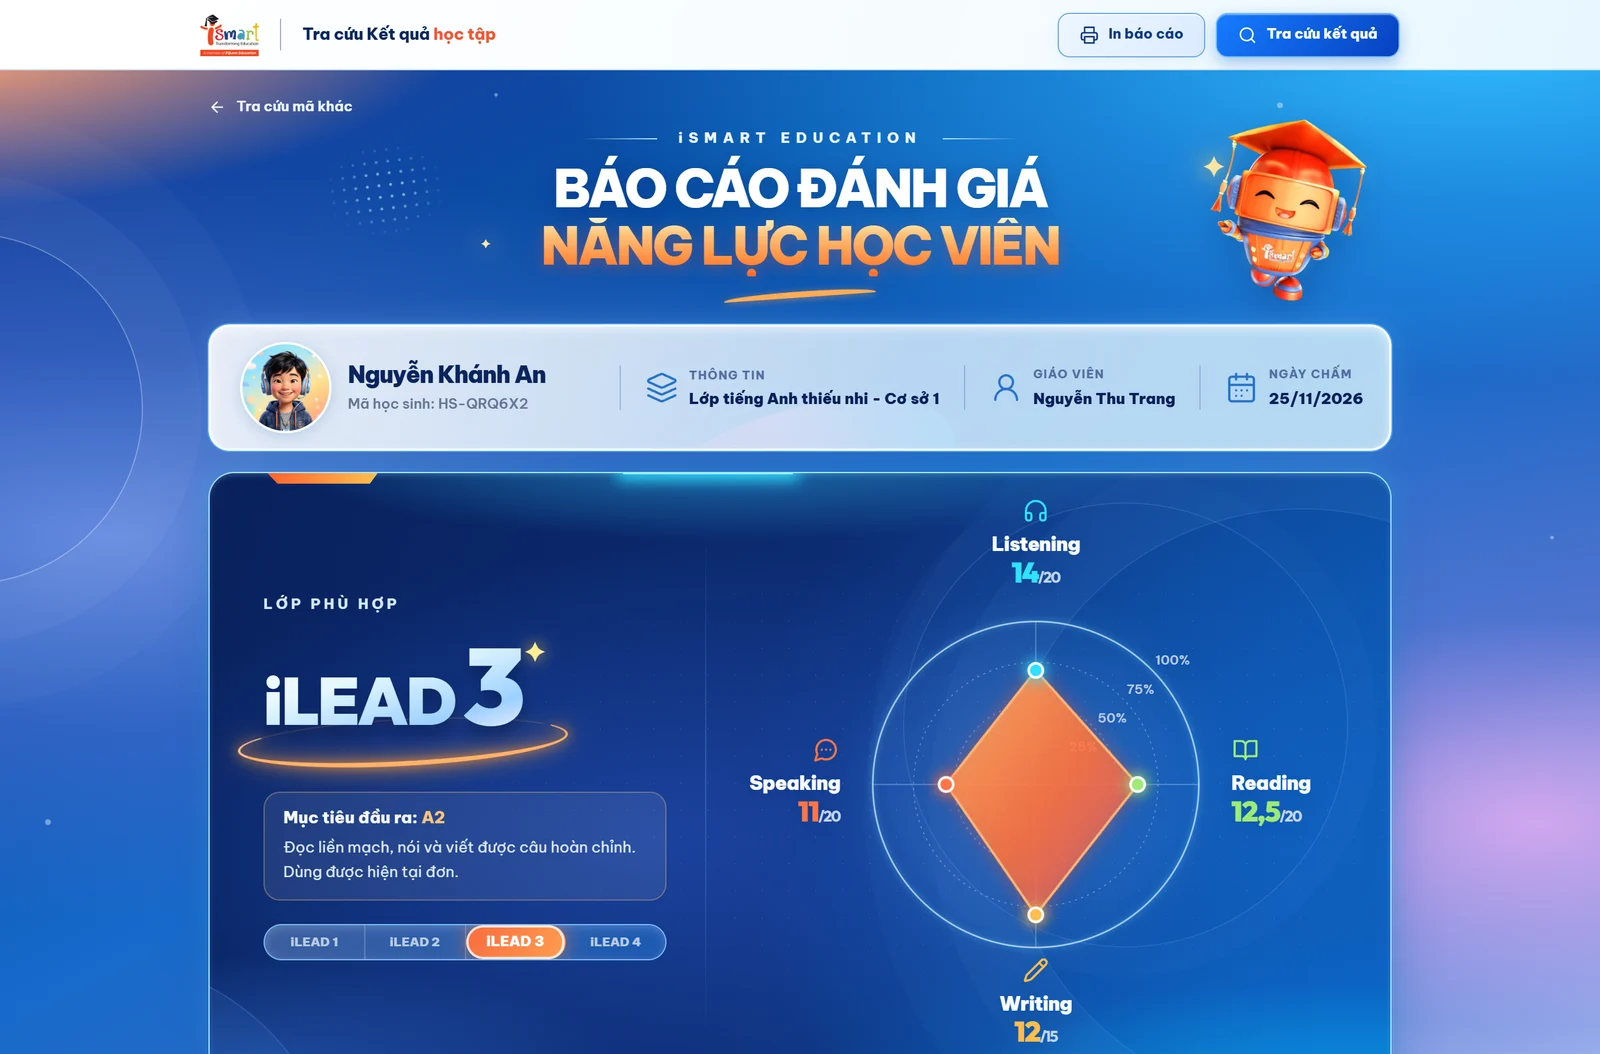 ismart
Transforming Education
Tra cứu Kết quả học tập
In báo cáo
Tra cứu kết quả
Tra cứu mã khác
iSMART EDUCATION
BÁO CÁO ĐÁNH GIÁ
NĂNG LỰC HỌC VIÊN
ismart
Nguyễn Khánh An
Mã học sinh: HS-QRQ6X2
THÔNG TIN
Lớp tiếng Anh thiếu nhi - Cơ sở 1
GIÁO VIÊN
Nguyễn Thu Trang
NGÀY CHẤM
25/11/2026
LỚP PHÙ HỢP
iLEAD 3
Mục tiêu đầu ra: A2
Đọc liền mạch, nói và viết được câu hoàn chỉnh.
Dùng được hiện tại đơn.
iLEAD 1
iLEAD 2
iLEAD 3
iLEAD 4
Listening
14/20
100%
75%
50%
25%
Speaking
11/20
Reading
12,5/20
Writing
12/15